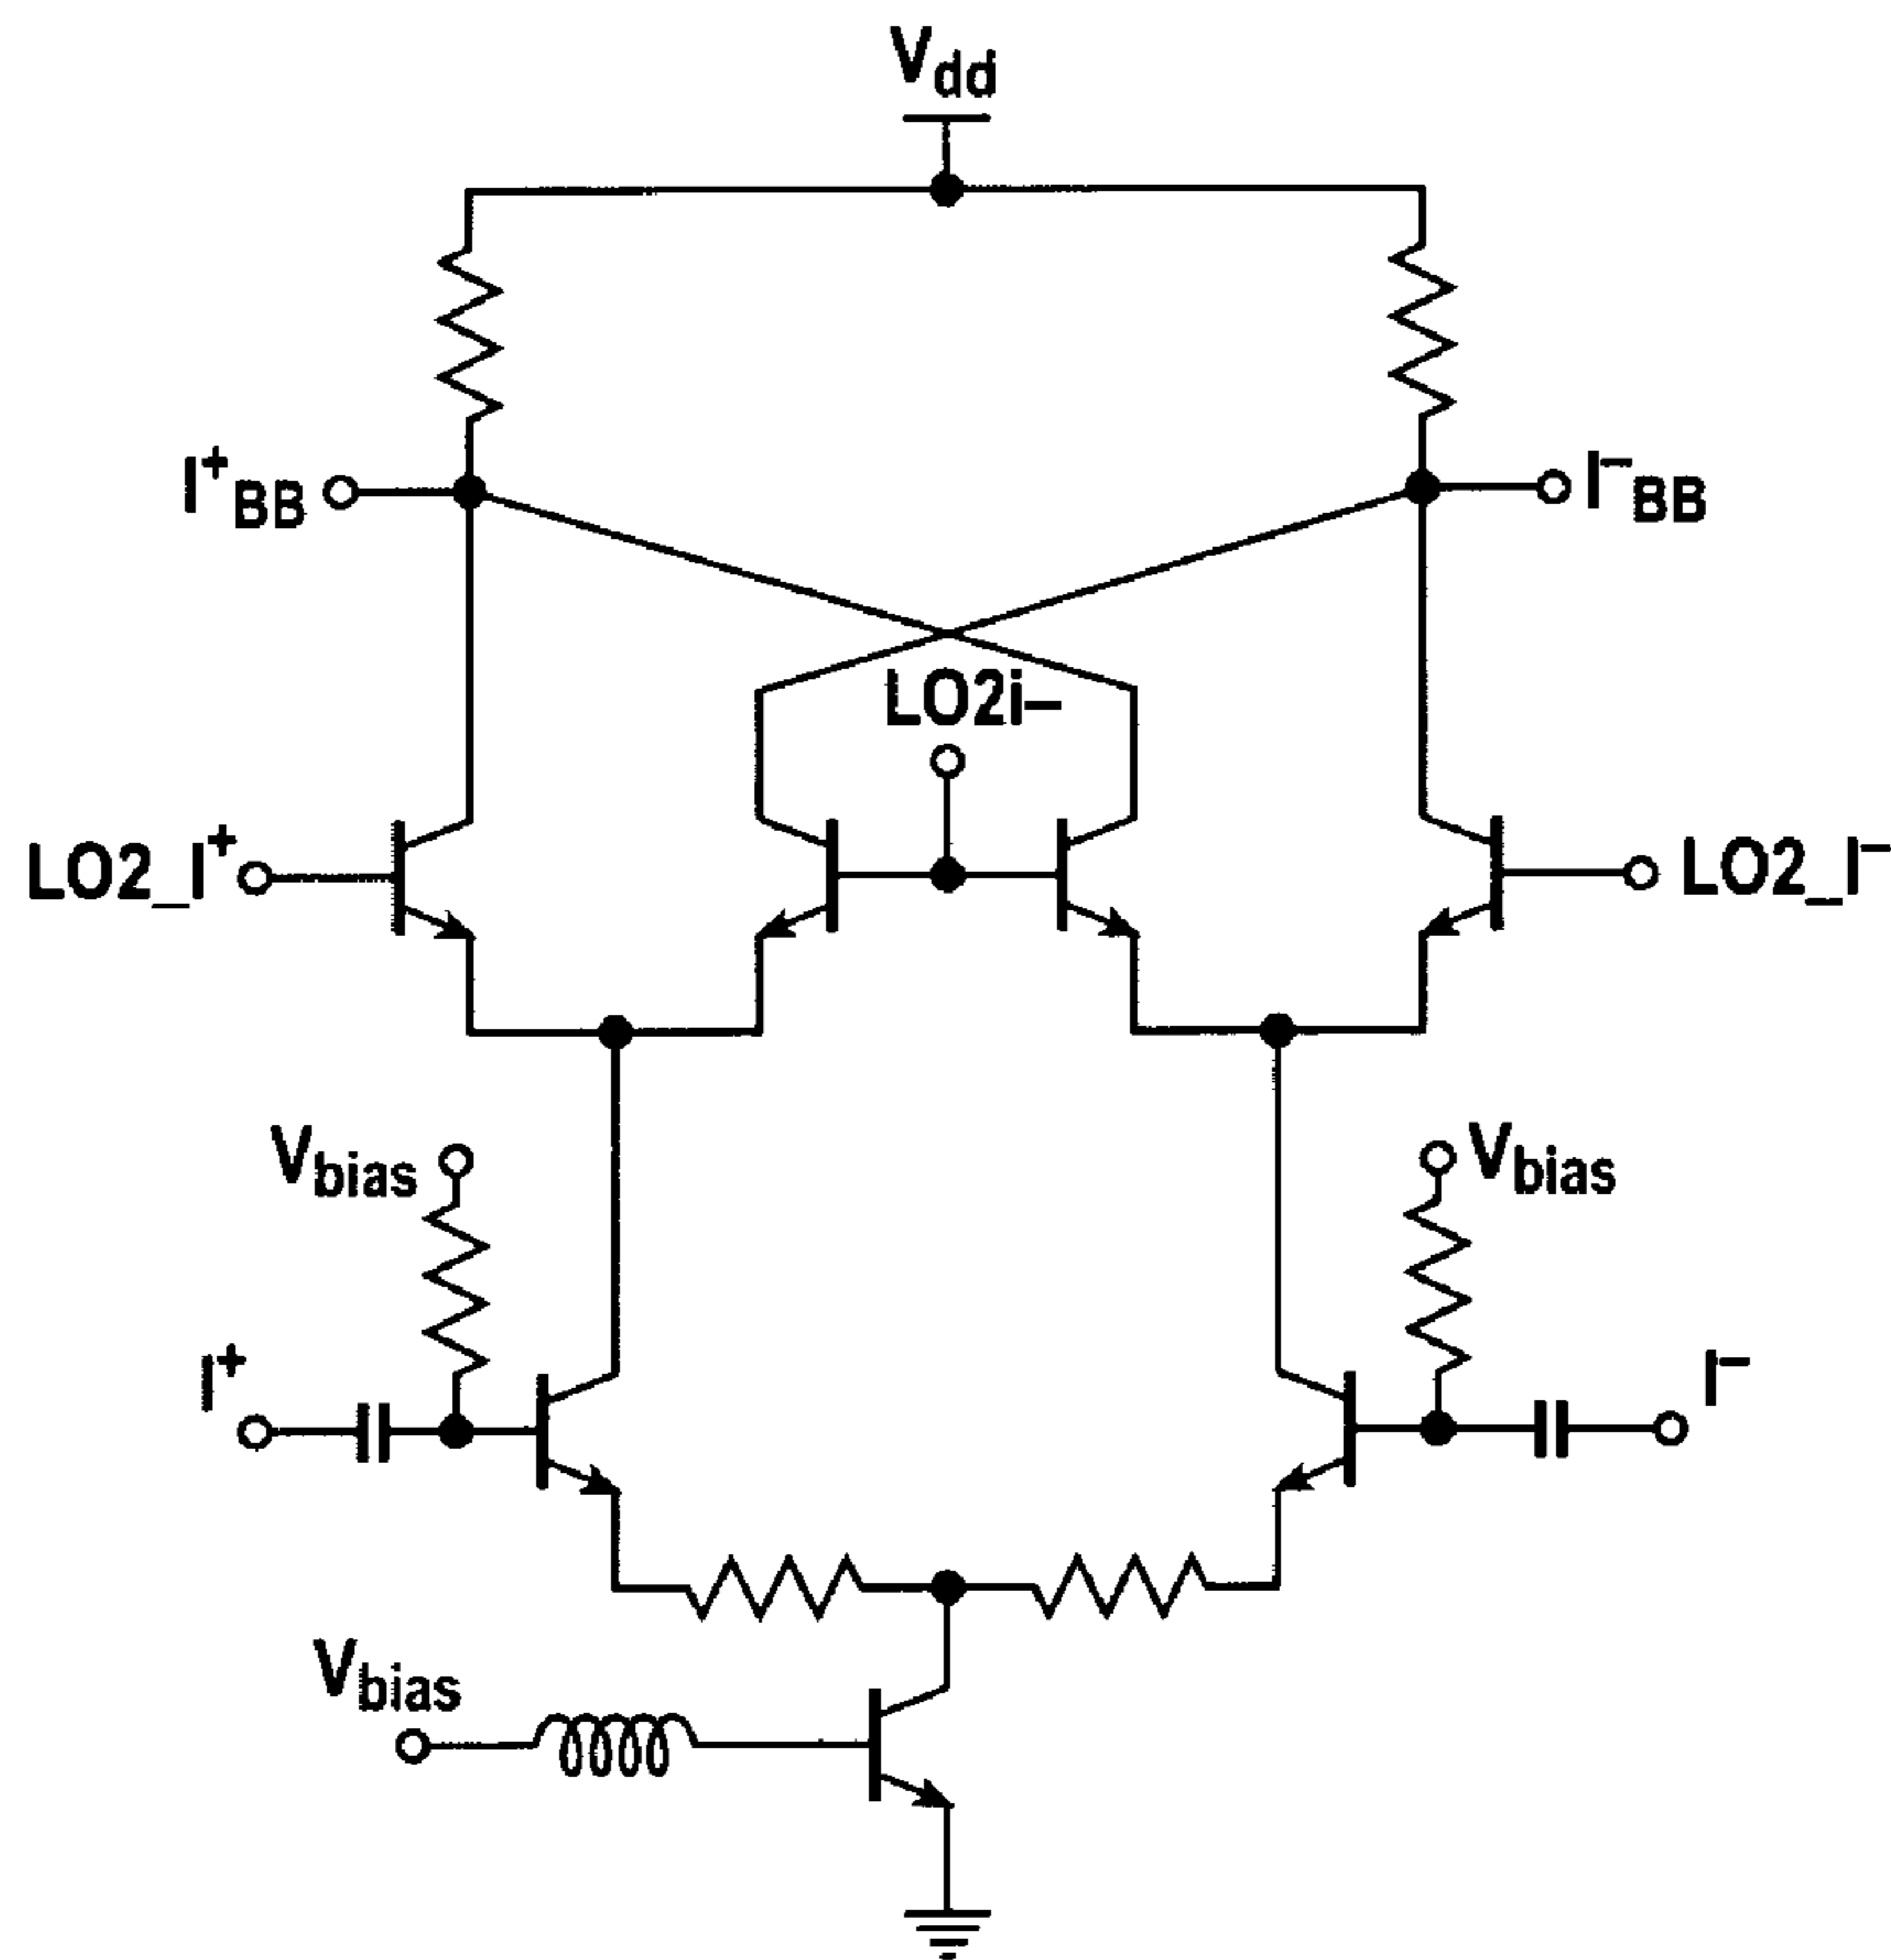 Vdd
I+BB
I−BB
LO2i−
LO2_I+
LO2_I−
Vbias
Vbias
I+
I−
Vbias